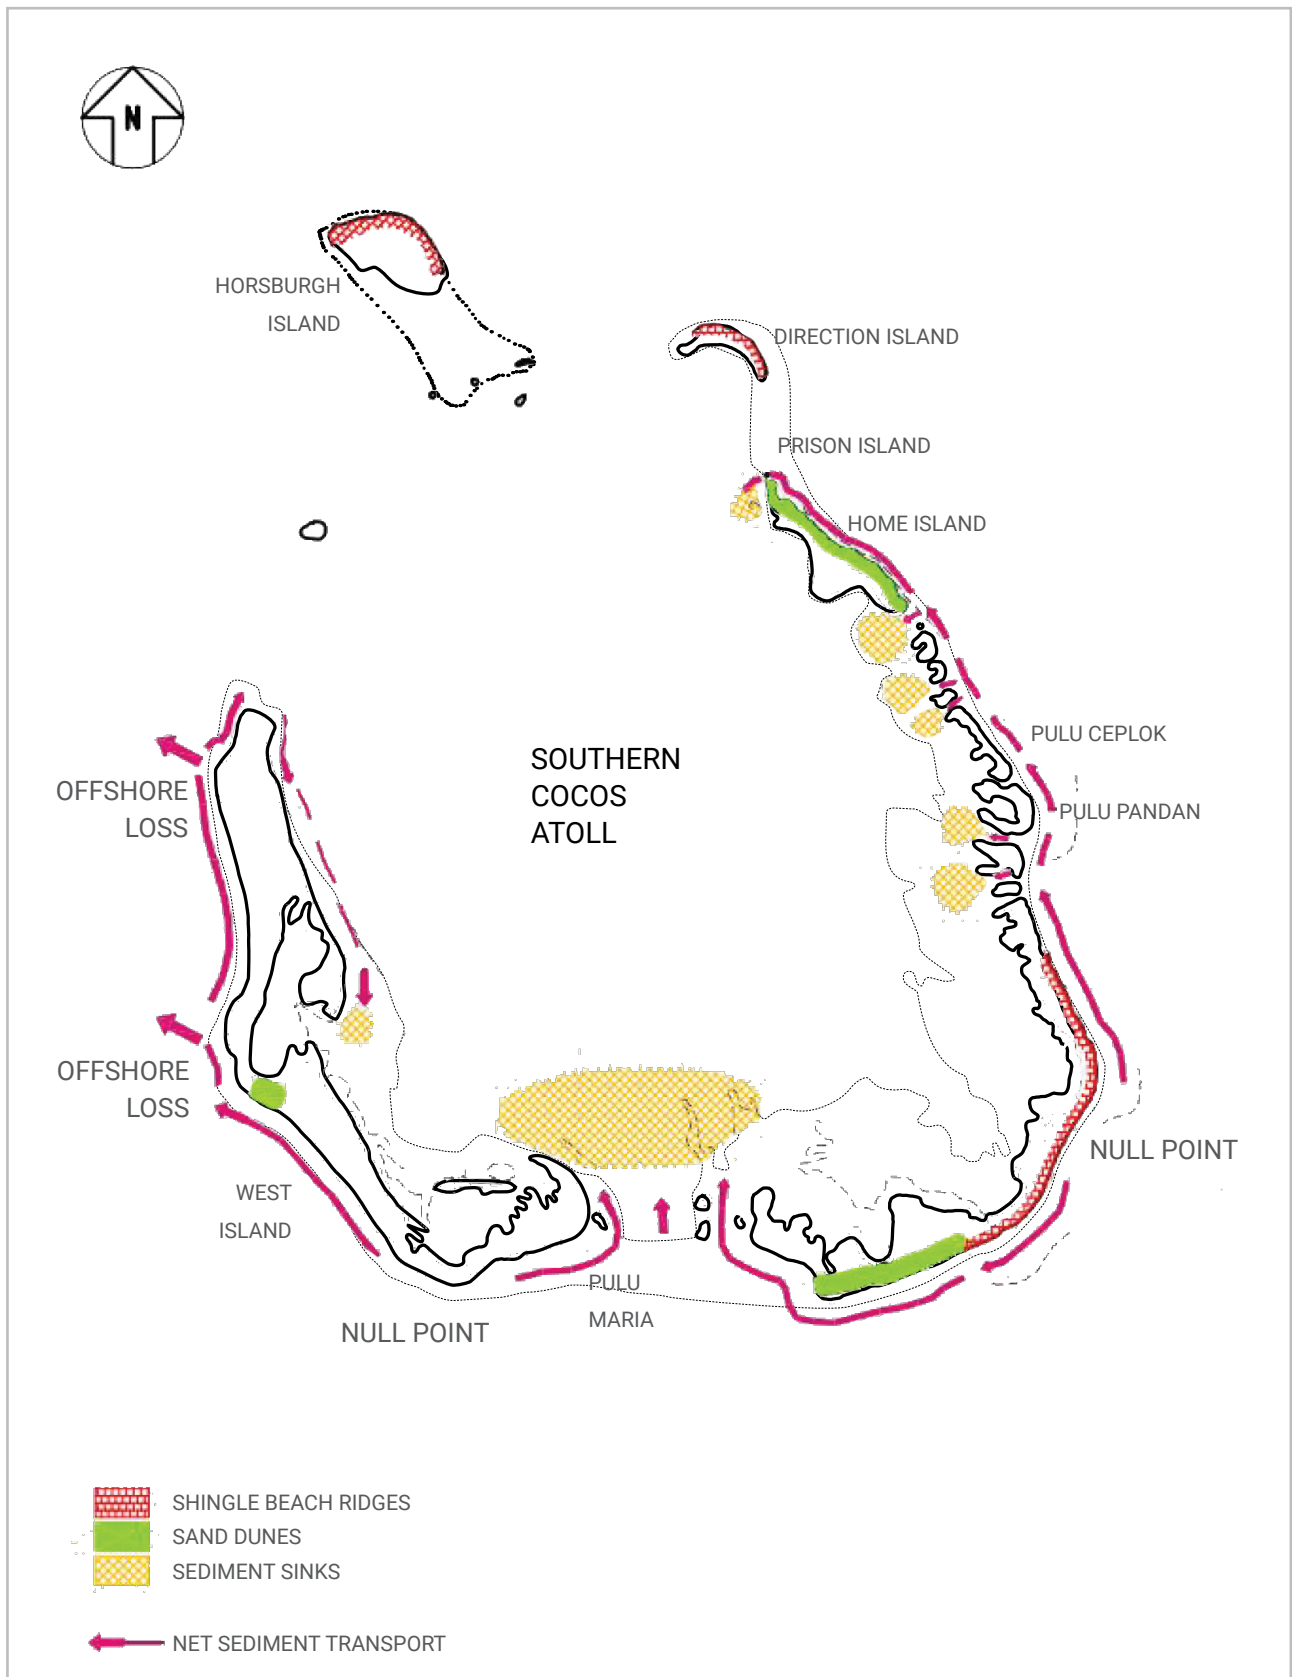 N
HORSBURGH
ISLAND
DIRECTION ISLAND
PRISON ISLAND
HOME ISLAND
PULU CEPLOK
SOUTHERN
COCOS
ATOLL
OFFSHORE
LOSS
PULU PANDAN
OFFSHORE
LOSS
NULL POINT
WEST
ISLAND
PULU
MARIA
NULL POINT
SHINGLE BEACH RIDGES
SAND DUNES
SEDIMENT SINKS
NET SEDIMENT TRANSPORT